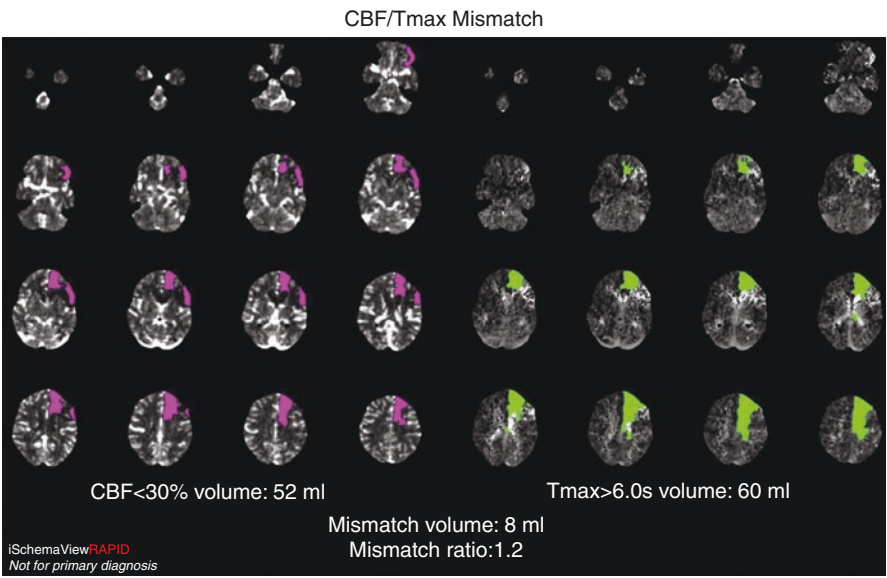 CBF/Tmax Mismatch
CBF<30% volume: 52 ml
Tmax>6.0s volume: 60 ml
Mismatch volume: 8 ml
Mismatch ratio:1.2
iSchemaViewRAPID
Not for primary diagnosis